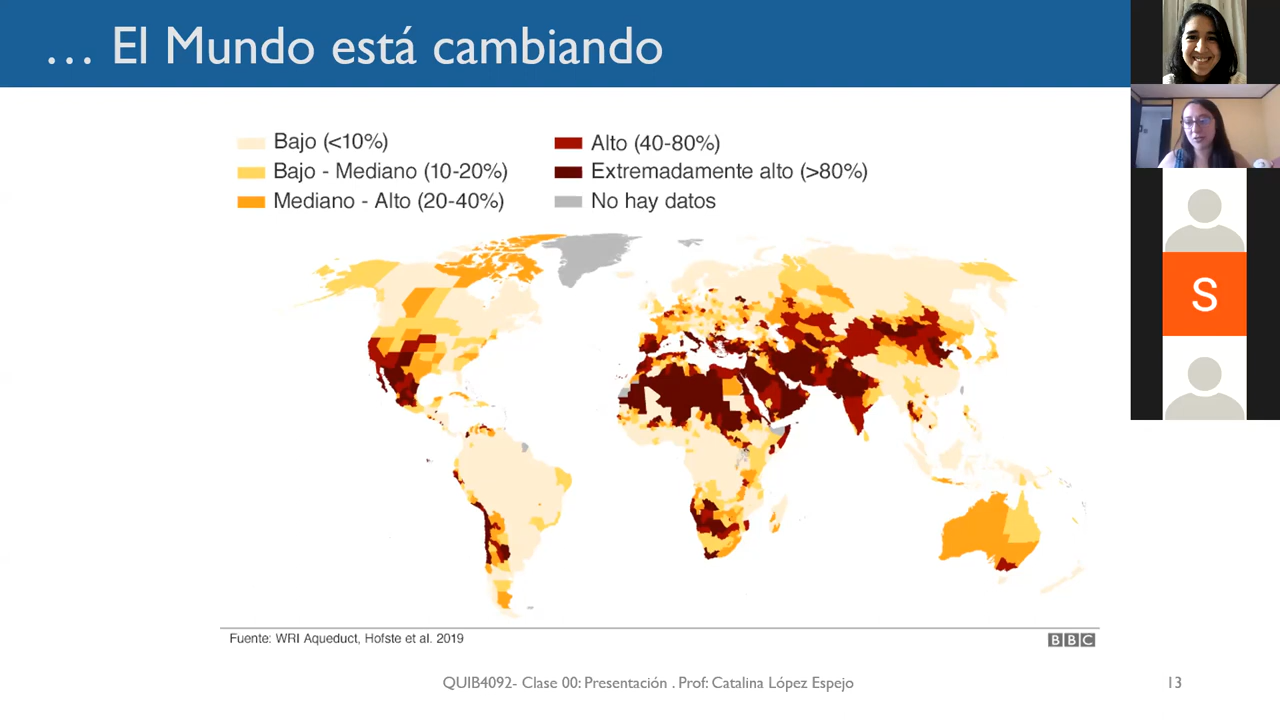 ... El Mundo está cambiando
Bajo (<10%)
Bajo - Mediano (10-20%)
Mediano - Alto (20-40%)
Alto (40-80%)
Extremadamente alto (>80%)
No hay datos
S
Fuente: WRI Aqueduct, Hofste et al. 2019
BBC
QUIB4092- Clase 00: Presentación . Prof: Catalina López Espejo
13